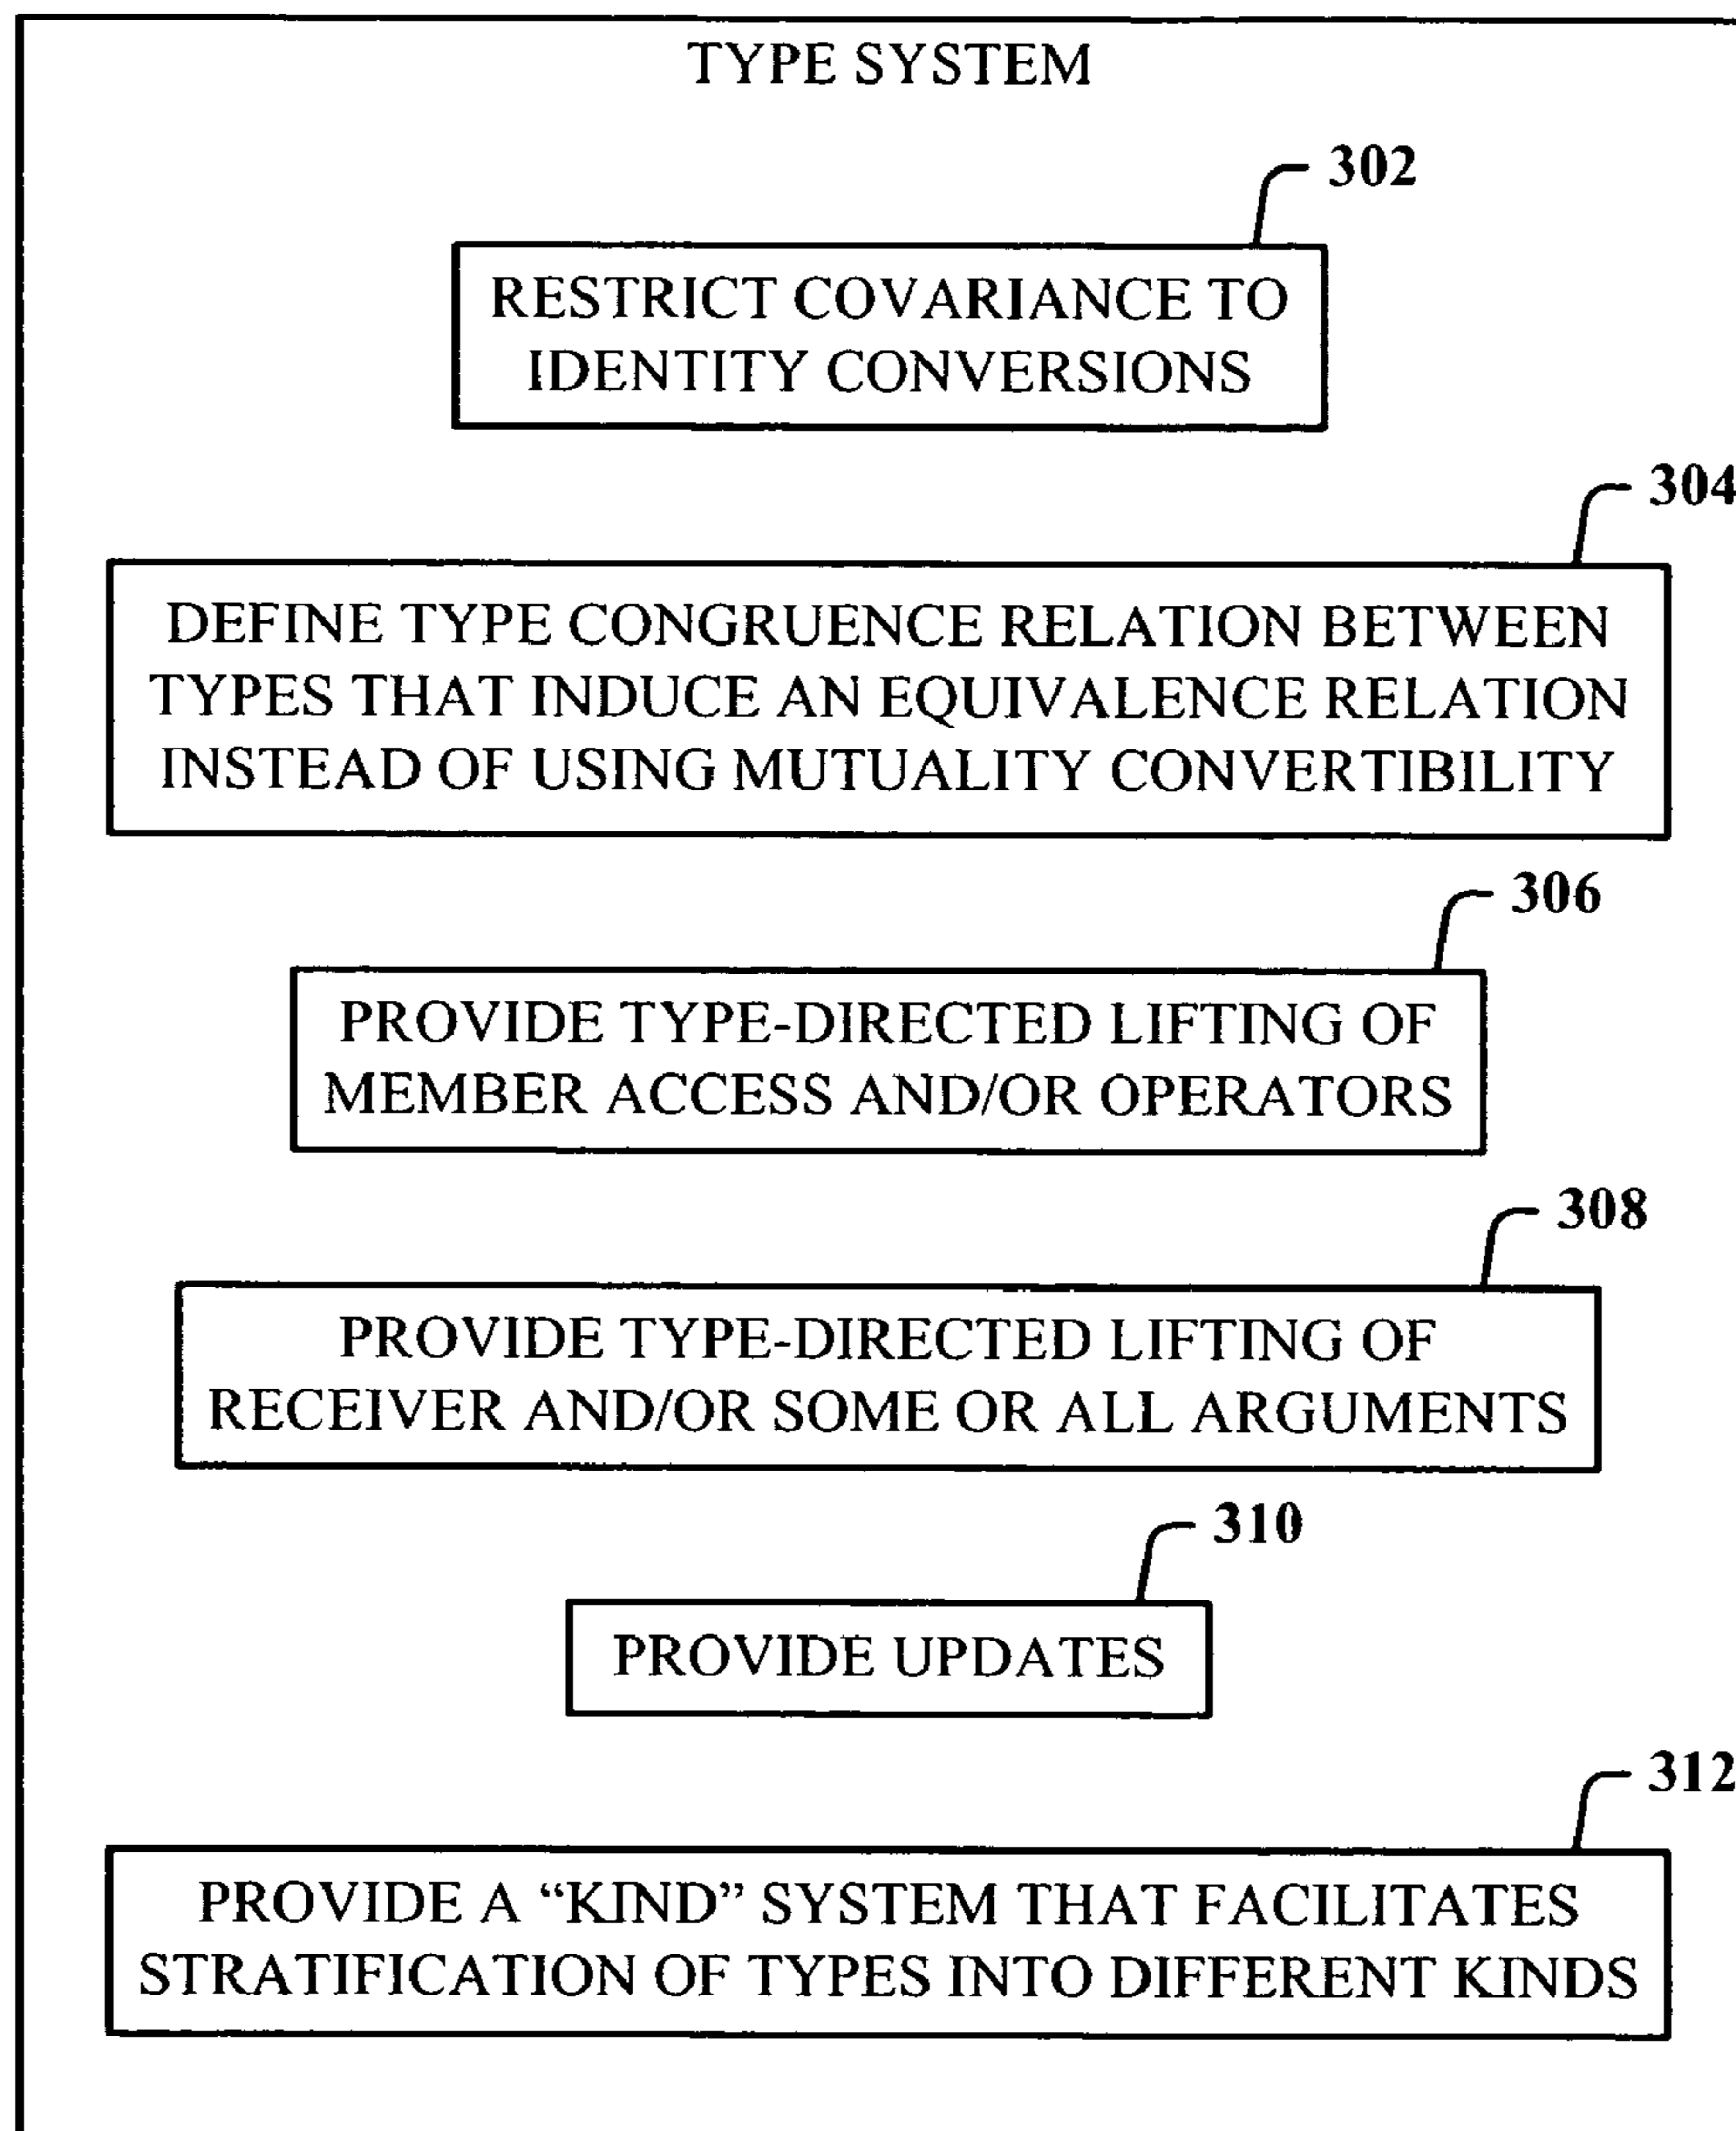 TYPE SYSTEM
302
RESTRICT COVARIANCE TO
IDENTITY CONVERSIONS
304
DEFINE TYPE CONGRUENCE RELATION BETWEEN
TYPES THAT INDUCE AN EQUIVALENCE RELATION
INSTEAD OF USING MUTUALITY CONVERTIBILITY
306
PROVIDE TYPE-DIRECTED LIFTING OF
MEMBER ACCESS AND/OR OPERATORS
308
PROVIDE TYPE-DIRECTED LIFTING OF
RECEIVER AND/OR SOME OR ALL ARGUMENTS
310
PROVIDE UPDATES
312
PROVIDE A “KIND” SYSTEM THAT FACILITATES
STRATIFICATION OF TYPES INTO DIFFERENT KINDS